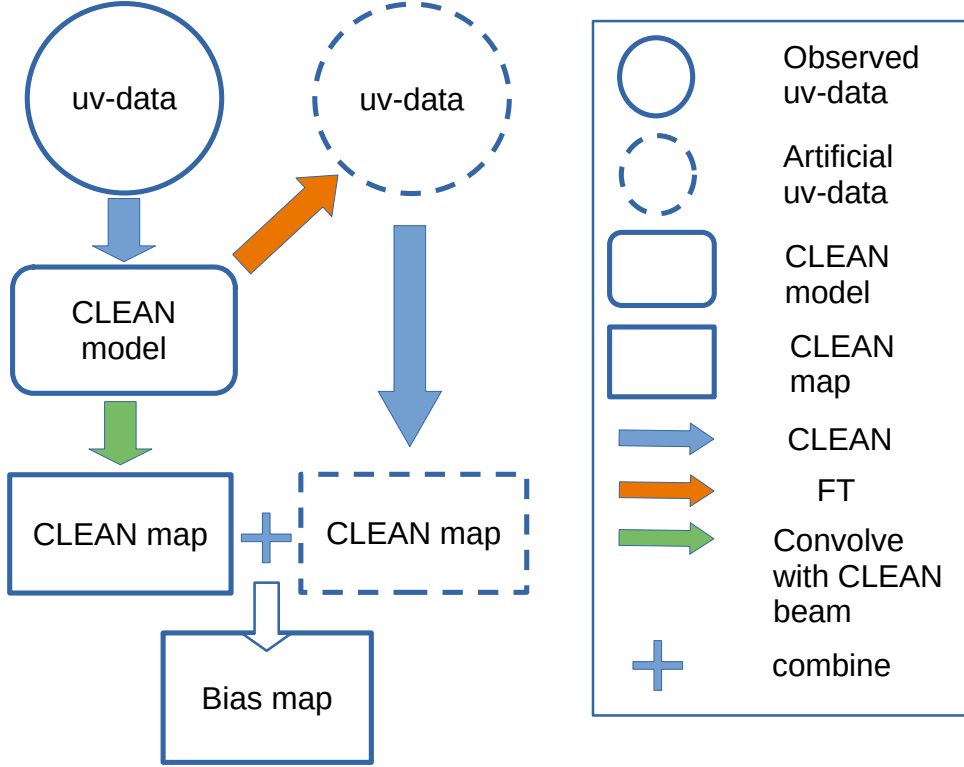 uv-data
uv-data
CLEAN
model
CLEAN map
CLEAN map
Bias map
Observed
uv-data
Artificial
uv-data
CLEAN
model
CLEAN
map
CLEAN
FT
Convolve
with CLEAN
beam
combine